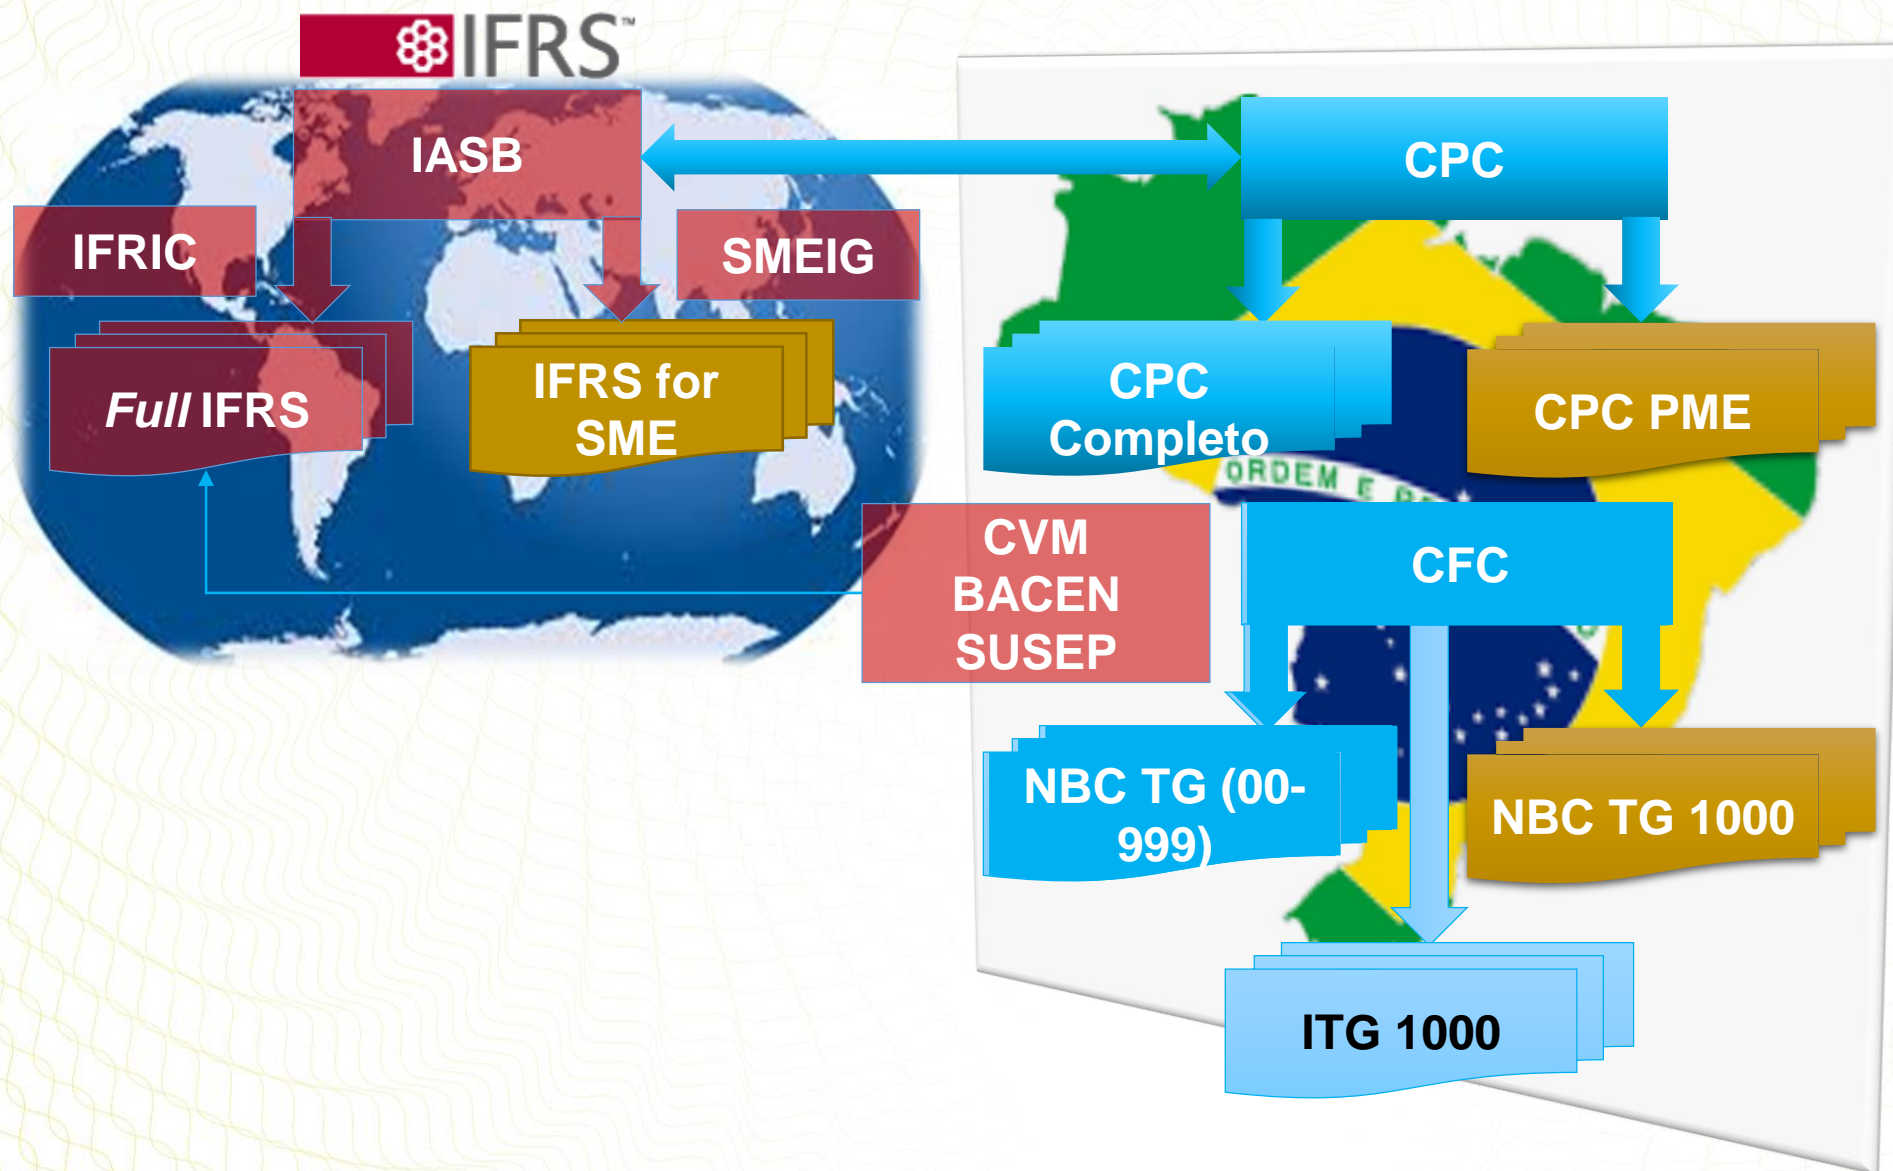 IFRS™
IASB
CPC
IFRIC
SMEIG
Full IFRS
IFRS for
SME
CPC
Completo
CPC PME
ORDEM E
CVM
BACEN
SUSEP
CFC
NBC TG (00-
999)
NBC TG 1000
ITG 1000